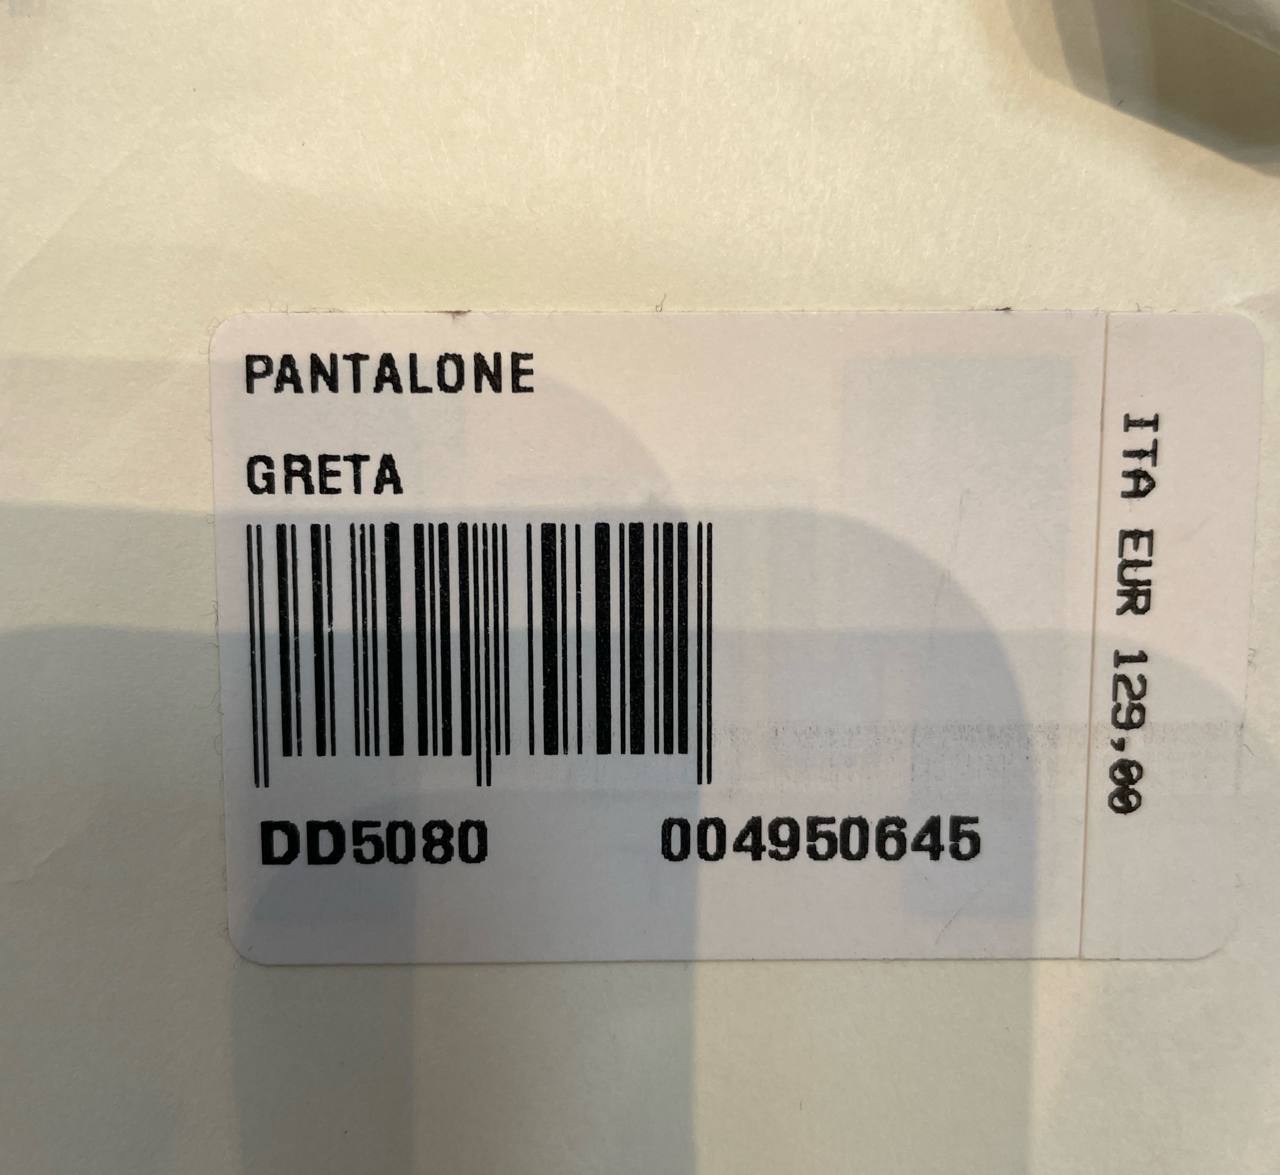 PANTALONE
GRETA
DD5080 004950645
ITA EUR 129,00